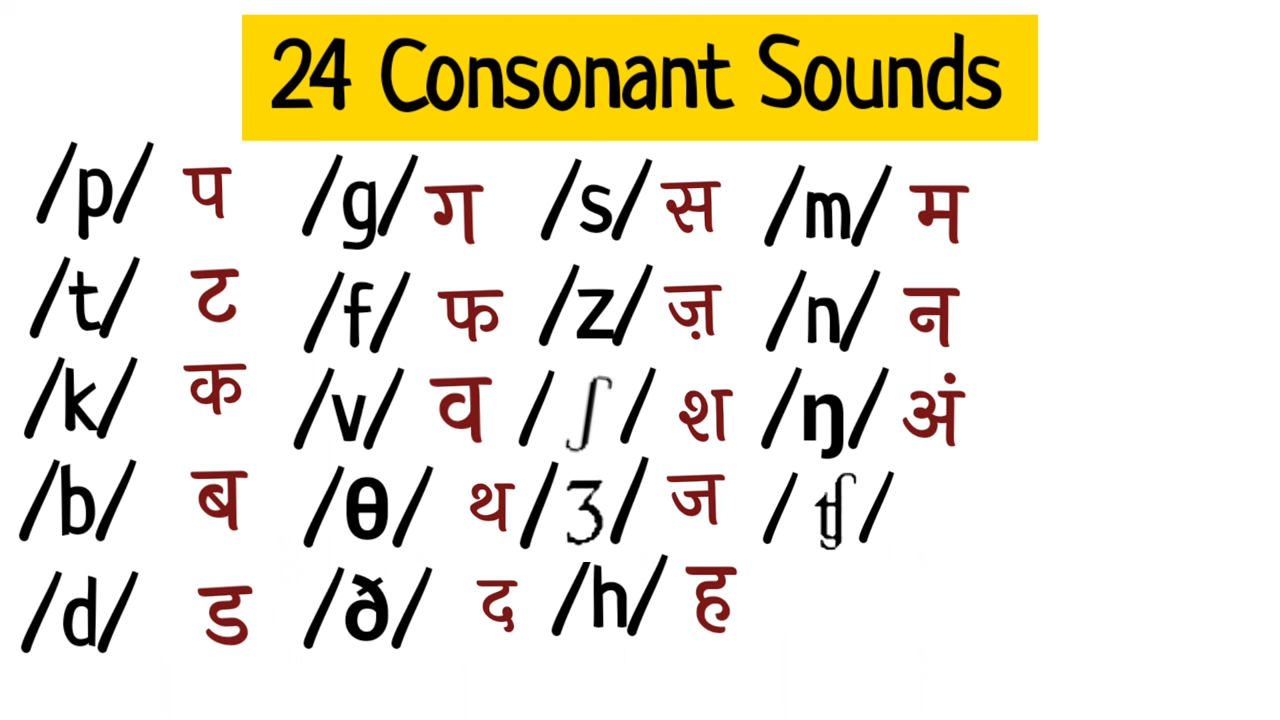 24 Consonant Sounds
/p/ प /g/ ग /s/ स /m/ म
/t/ ट /f/ फ /z/ ज़ /n/ न
/k/ क /v/ व /ʃ/ श /ŋ/ अं
/b/ ब /θ/ थ /ʒ/ ज /ʧ/
/d/ ड /ð/ द /h/ ह